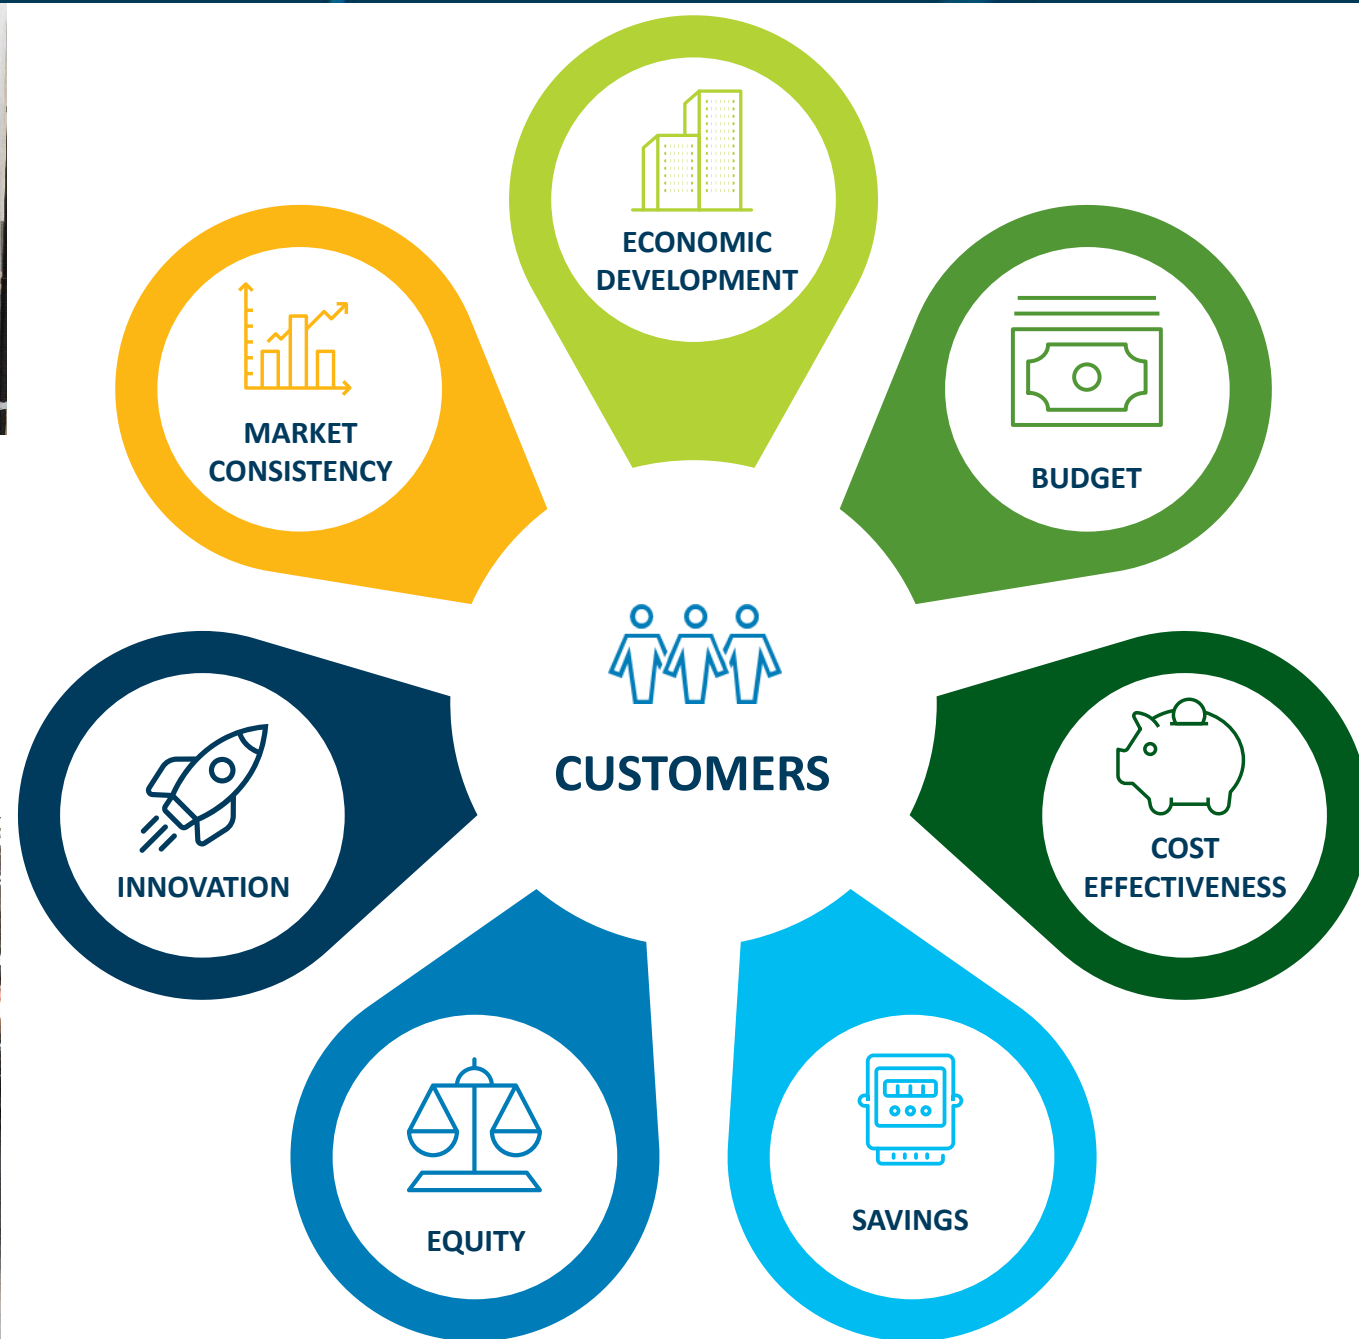 ECONOMIC
DEVELOPMENT
MARKET
CONSISTENCY
BUDGET
CUSTOMERS
COST
EFFECTIVENESS
INNOVATION
SAVINGS
EQUITY